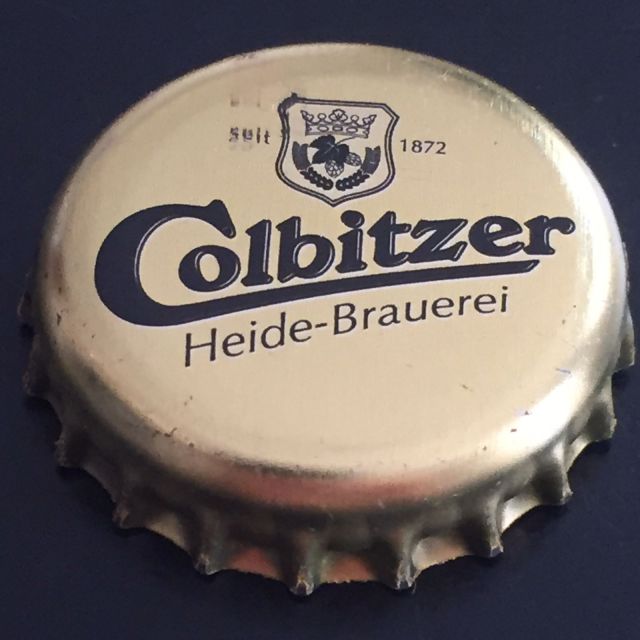 seit 1872
Colbitzer
Heide-Brauerei